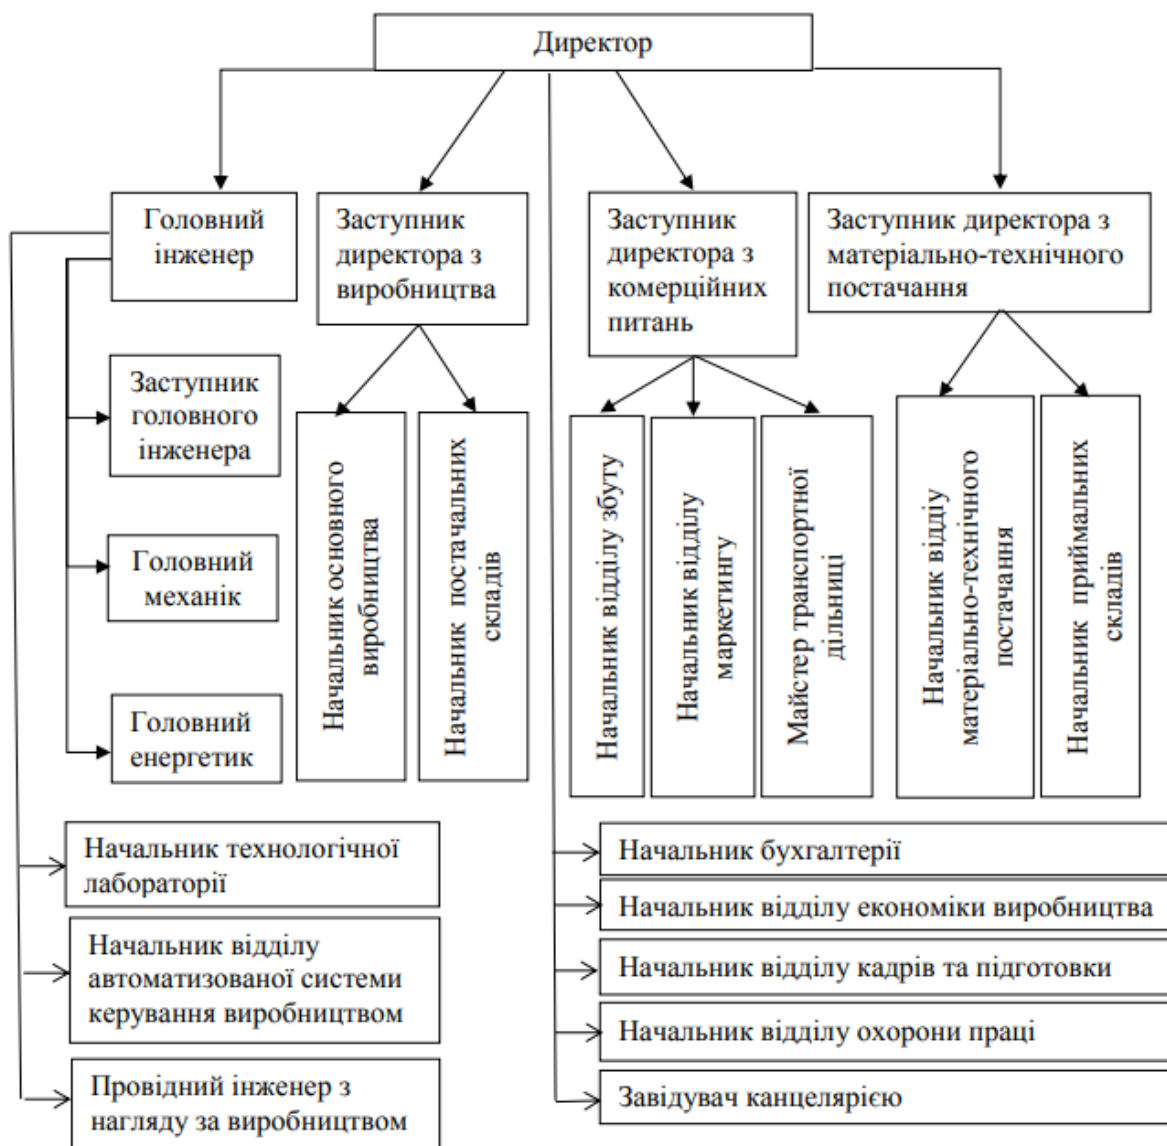 Директор
Головний
інженер
Заступник
директора з
виробництва
Заступник
директора з
комерційних
питань
Заступник директора з
матеріально-технічного
постачання
Заступник
головного
інженера
Головний
механік
Головний
енергетик
Начальник основного
виробництва
Начальник постачальних
складів
Начальник відділу збуту
Начальник відділу
маркетингу
Майстер транспортної
дільниці
Начальник відділу
матеріально-технічного
постачання
Начальник приймальних
складів
Начальник технологічної
лабораторії
Начальник відділу
автоматизованої системи
керування виробництвом
Провідний інженер з
нагляду за виробництвом
Начальник бухгалтерії
Начальник відділу економіки виробництва
Начальник відділу кадрів та підготовки
Начальник відділу охорони праці
Завідувач канцелярією